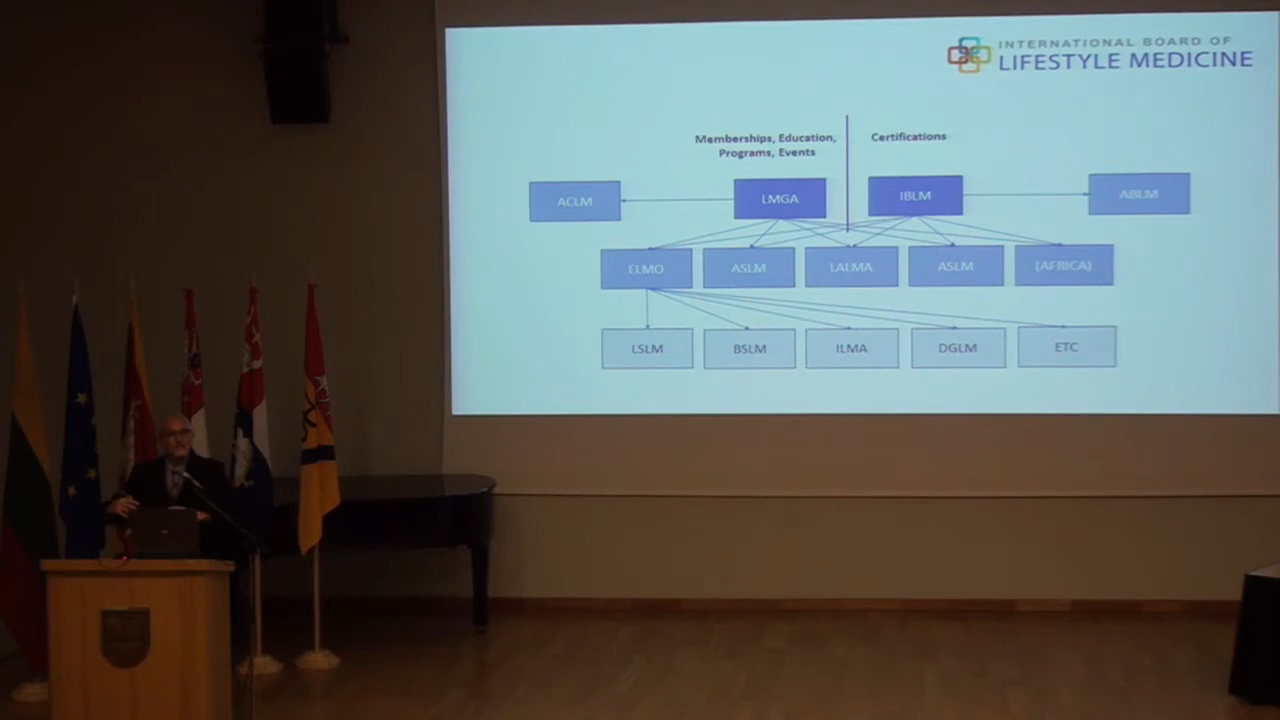 INTERNATIONAL BOARD OF
LIFESTYLE MEDICINE
Memberships, Education,
Programs, Events
Certifications
ACLM
LMGA
IBLM
ABLM
ELMO
ASLM
LALMA
ASLM
(AFRICA)
LSLM
BSLM
ILMA
DGLM
ETC